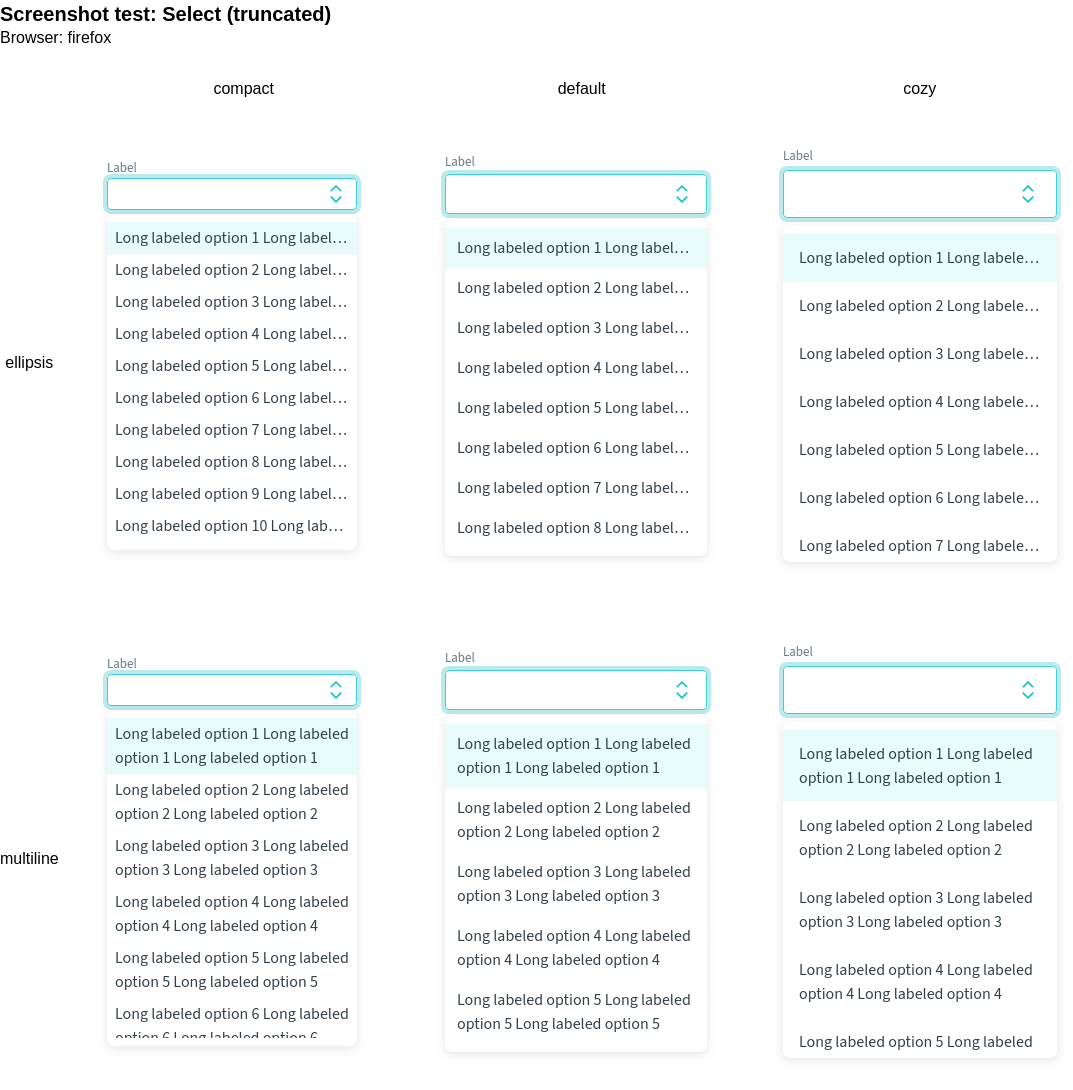 Screenshot test: Select (truncated)
Browser: firefox
compact
default
cozy
ellipsis
Label
Long labeled option 1 Long label…
Long labeled option 2 Long label…
Long labeled option 3 Long label…
Long labeled option 4 Long label…
Long labeled option 5 Long label…
Long labeled option 6 Long label…
Long labeled option 7 Long label…
Long labeled option 8 Long label…
Long labeled option 9 Long label…
Long labeled option 10 Long lab…
Label
Long labeled option 1 Long label…
Long labeled option 2 Long label…
Long labeled option 3 Long label…
Long labeled option 4 Long label…
Long labeled option 5 Long label…
Long labeled option 6 Long label…
Long labeled option 7 Long label…
Long labeled option 8 Long label…
Label
Long labeled option 1 Long labele…
Long labeled option 2 Long labele…
Long labeled option 3 Long labele…
Long labeled option 4 Long labele…
Long labeled option 5 Long labele…
Long labeled option 6 Long labele…
Long labeled option 7 Long labele…
multiline
Label
Long labeled option 1 Long labeled
option 1 Long labeled option 1
Long labeled option 2 Long labeled
option 2 Long labeled option 2
Long labeled option 3 Long labeled
option 3 Long labeled option 3
Long labeled option 4 Long labeled
option 4 Long labeled option 4
Long labeled option 5 Long labeled
option 5 Long labeled option 5
Long labeled option 6 Long labeled
option 6 Long labeled option 6
Label
Long labeled option 1 Long labeled
option 1 Long labeled option 1
Long labeled option 2 Long labeled
option 2 Long labeled option 2
Long labeled option 3 Long labeled
option 3 Long labeled option 3
Long labeled option 4 Long labeled
option 4 Long labeled option 4
Long labeled option 5 Long labeled
option 5 Long labeled option 5
Label
Long labeled option 1 Long labeled
option 1 Long labeled option 1
Long labeled option 2 Long labeled
option 2 Long labeled option 2
Long labeled option 3 Long labeled
option 3 Long labeled option 3
Long labeled option 4 Long labeled
option 4 Long labeled option 4
Long labeled option 5 Long labeled